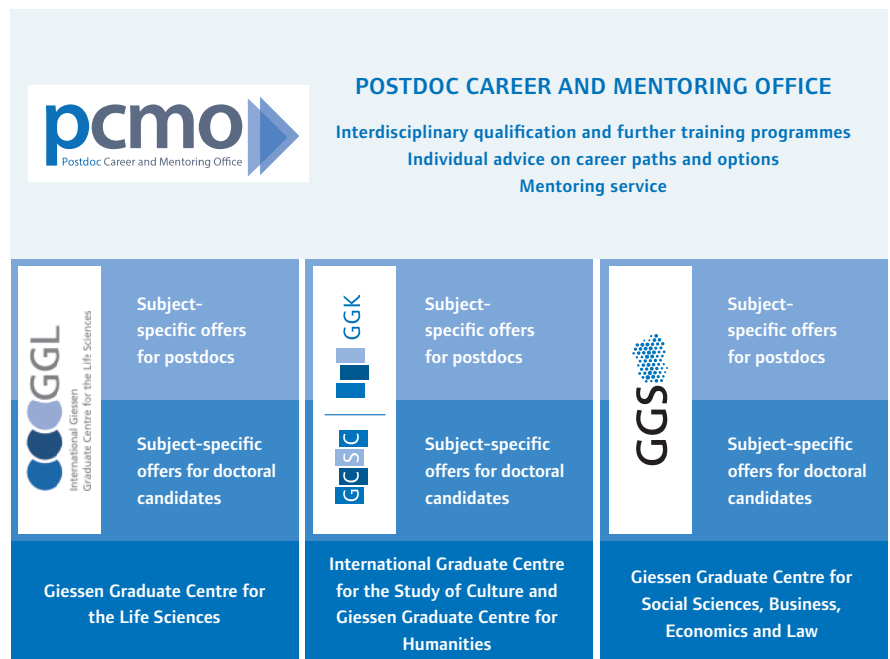 pcmo
Postdoc Career and Mentoring Office
POSTDOC CAREER AND MENTORING OFFICE
Interdisciplinary qualification and further training programmes
Individual advice on career paths and options
Mentoring service
GGL
International Giessen
Graduate Centre for the Life Sciences
Subject-
specific offers
for postdocs
Subject-specific
offers for doctoral
candidates
Giessen Graduate Centre for
the Life Sciences
GCSC
GGK
Subject-
specific offers
for postdocs
Subject-specific
offers for doctoral
candidates
International Graduate Centre
for the Study of Culture and
Giessen Graduate Centre for
Humanities
GGS
Subject-
specific offers
for postdocs
Subject-specific
offers for doctoral
candidates
Giessen Graduate Centre for
Social Sciences, Business,
Economics and Law